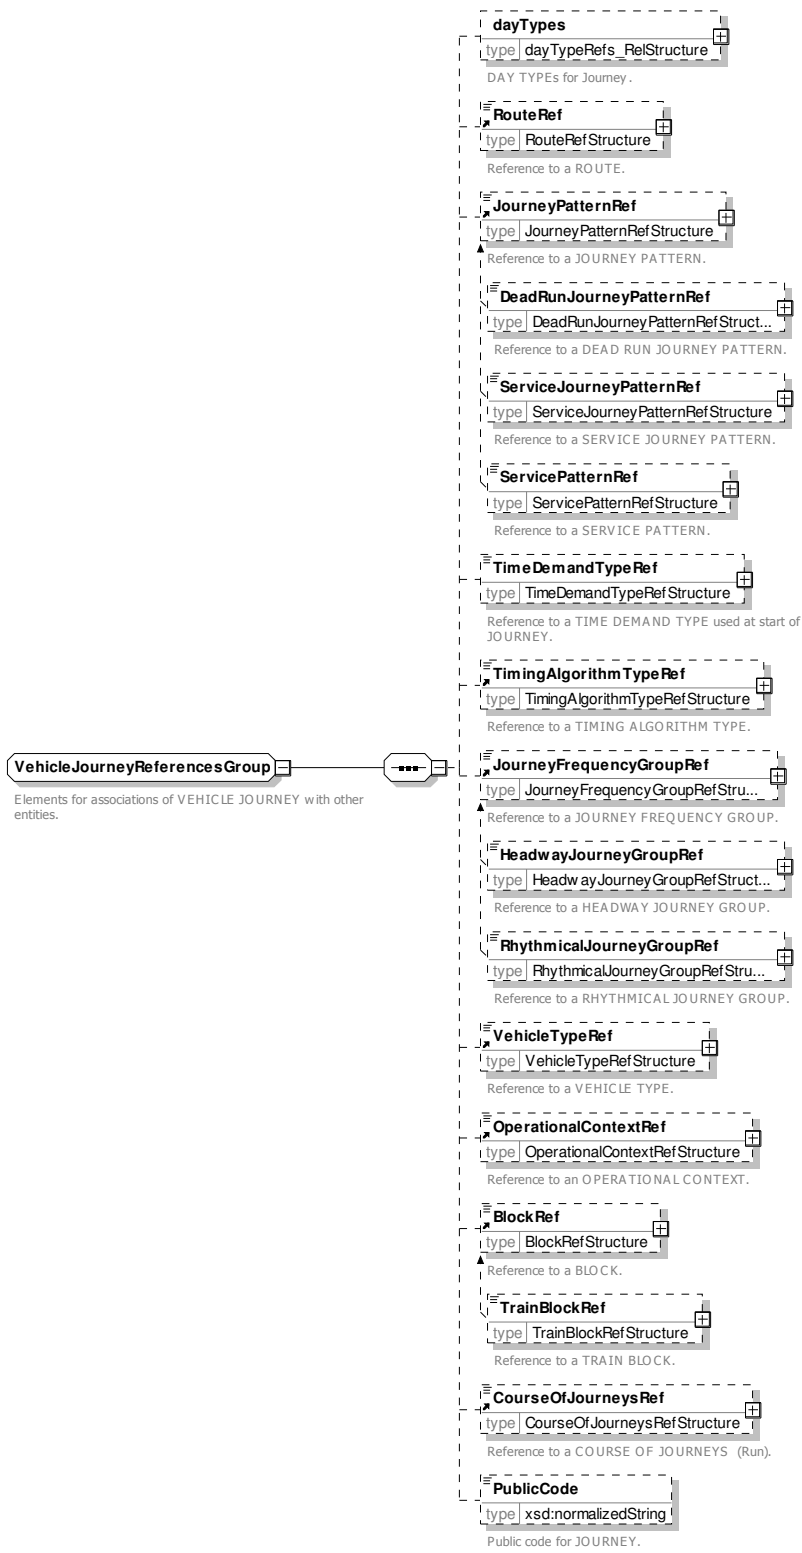 dayTypes
type dayTypeRefs_RelStructure
DAY TYPEs for Journey.
RouteRef
type RouteRefStructure
Reference to a ROUTE.
JourneyPatternRef
type JourneyPatternRefStructure
Reference to a JOURNEY PATTERN.
DeadRunJourneyPatternRef
type DeadRunJourneyPatternRefStruct...
Reference to a DEAD RUN JOURNEY PATTERN.
ServiceJourneyPatternRef
type ServiceJourneyPatternRefStructure
Reference to a SERVICE JOURNEY PATTERN.
ServicePatternRef
type ServicePatternRefStructure
Reference to a SERVICE PATTERN.
TimeDemandTypeRef
type TimeDemandTypeRefStructure
Reference to a TIME DEMAND TYPE used at start of
JOURNEY.
TimingAlgorithmTypeRef
type TimingAlgorithmTypeRefStructure
Reference to a TIMING ALGORITHM TYPE.
VehicleJourneyReferencesGroup
Elements for associations of VEHICLE JOURNEY with other
entities.
JourneyFrequencyGroupRef
type JourneyFrequencyGroupRefStru...
Reference to a JOURNEY FREQUENCY GROUP.
HeadwayJourneyGroupRef
type HeadwayJourneyGroupRefStruct...
Reference to a HEADWAY JOURNEY GROUP.
RhythmicalJourneyGroupRef
type RhythmicalJourneyGroupRefStru...
Reference to a RHYTHMICAL JOURNEY GROUP.
VehicleTypeRef
type VehicleTypeRefStructure
Reference to a VEHICLE TYPE.
OperationalContextRef
type OperationalContextRefStructure
Reference to an OPERATIONAL CONTEXT.
BlockRef
type BlockRefStructure
Reference to a BLOCK.
TrainBlockRef
type TrainBlockRefStructure
Reference to a TRAIN BLOCK.
CourseOfJourneysRef
type CourseOfJourneysRefStructure
Reference to a COURSE OF JOURNEYS (Run).
PublicCode
type xsd:normalizedString
Public code for JOURNEY.